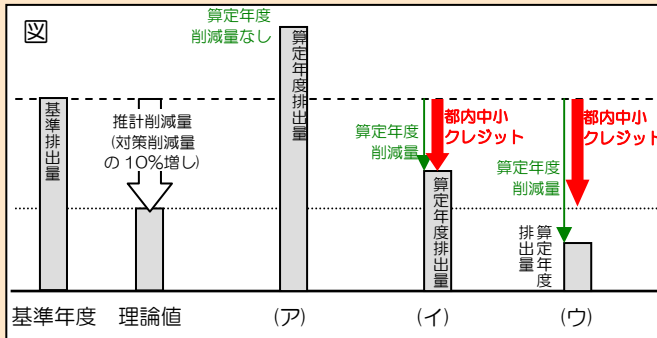 図
算定年度
削減量なし
基準排出量
推計削減量
(対策削減量
の 10%増し)
算定年度排出量
算定年度
削減量
都内中小
クレジット
算定年度排出量
算定年度
削減量
都内中小
クレジット
算定年度
排出量
基準年度
理論値
(ア)
(イ)
(ウ)